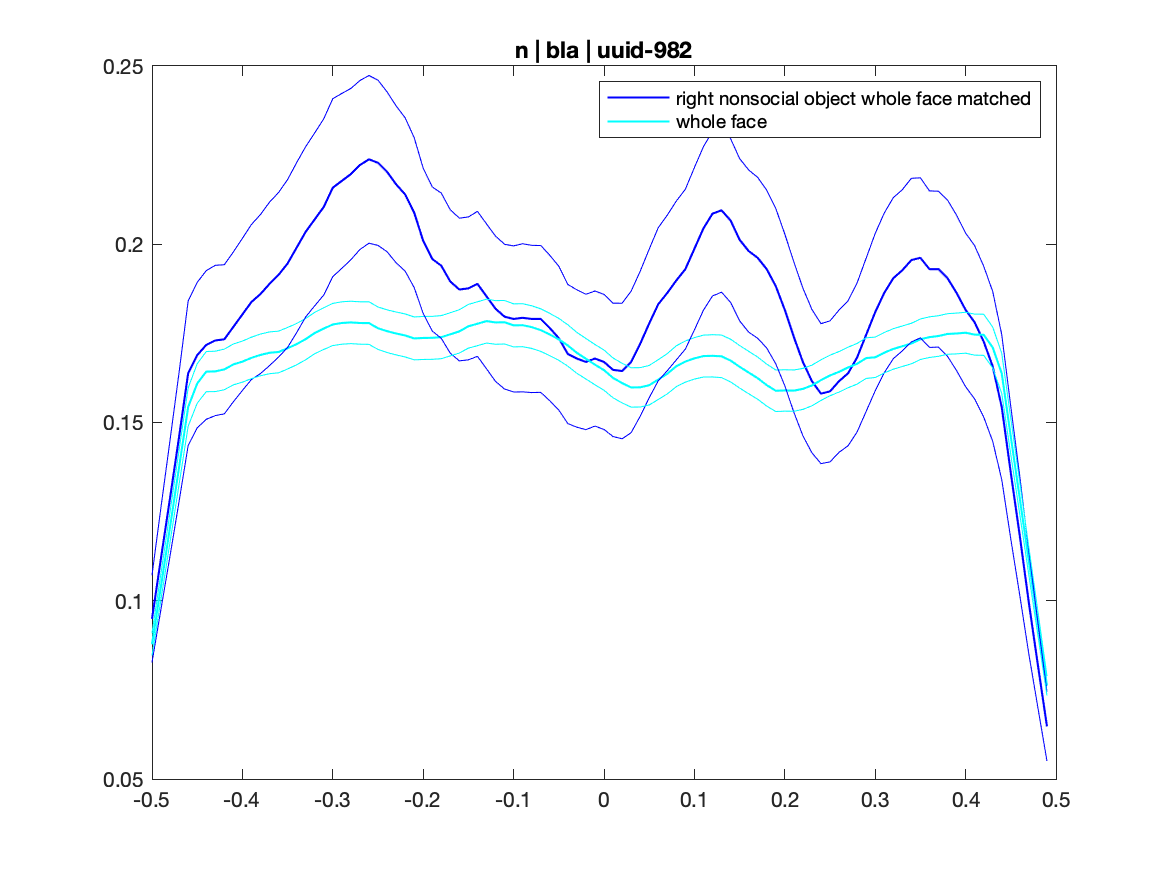 n | bla | uuid-982
right nonsocial object whole face matched
whole face
0.25
0.2
0.15
0.1
0.05
-0.5 -0.4 -0.3 -0.2 -0.1 0 0.1 0.2 0.3 0.4 0.5